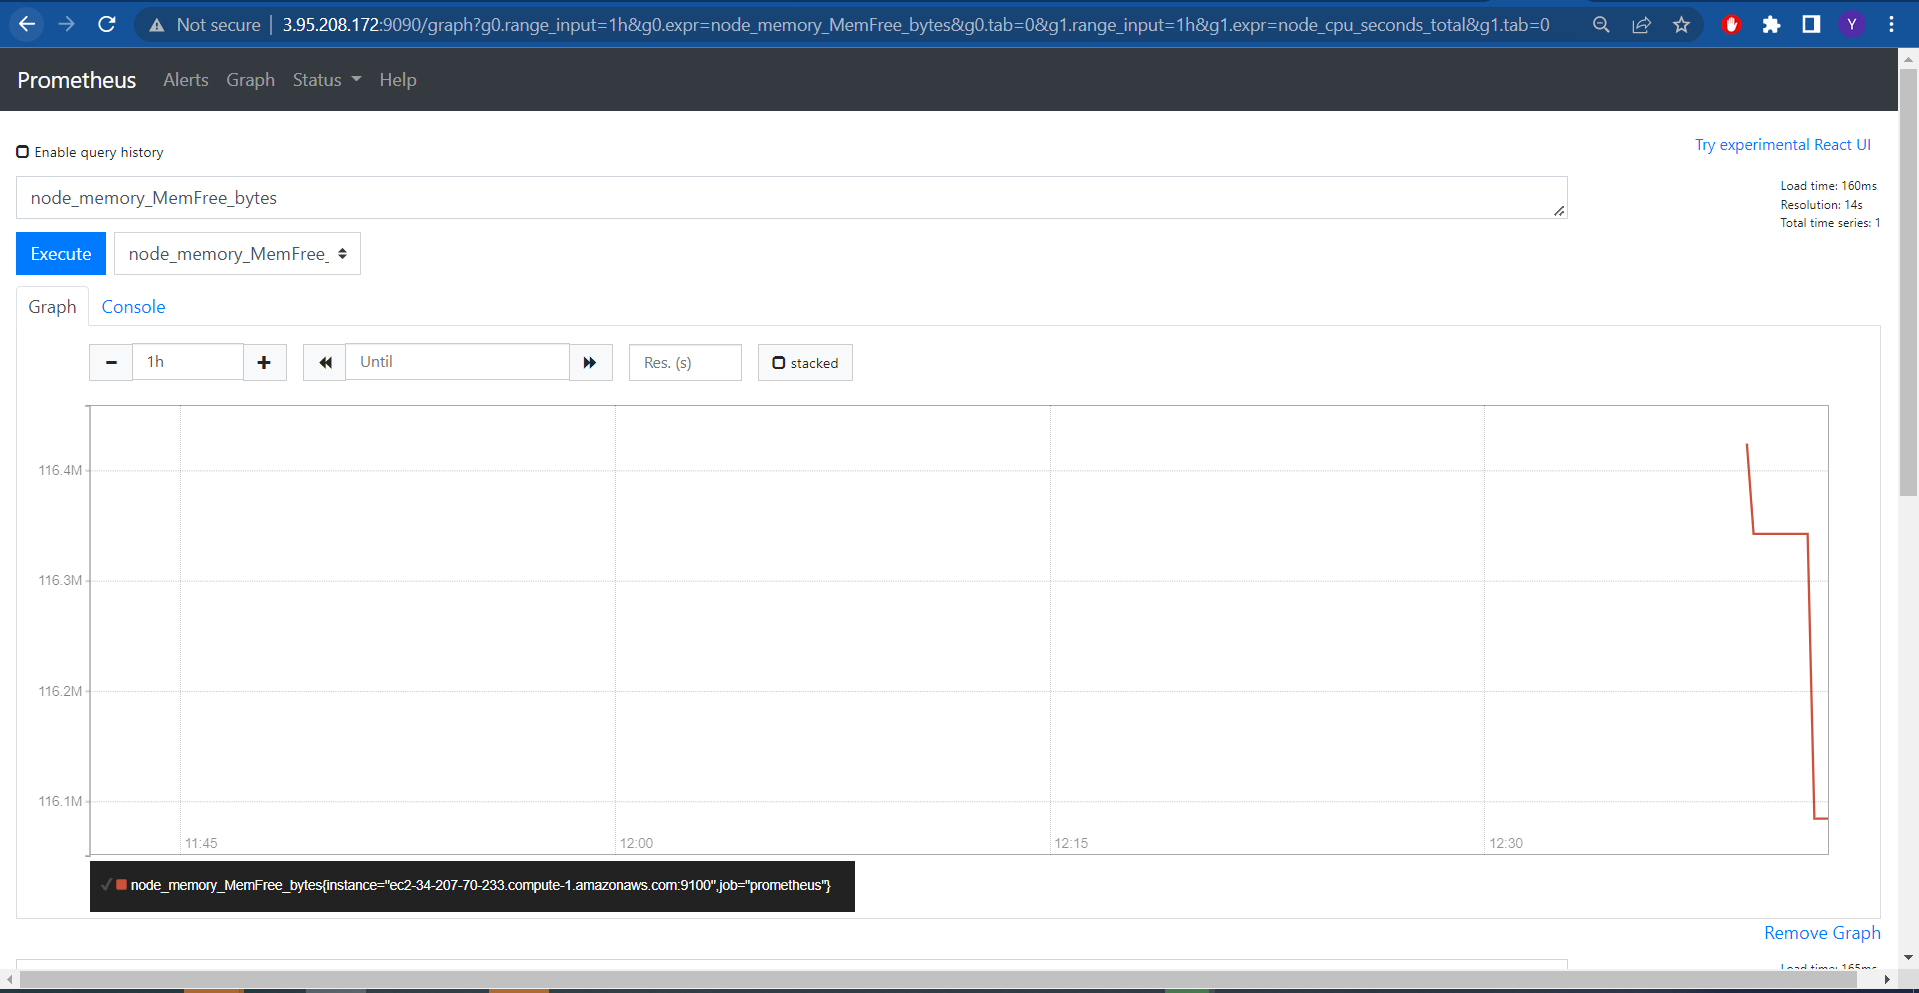 Not secure | 3.95.208.172:9090/graph?g0.range_input=1h&g0.expr=node_memory_MemFree_bytes&g0.tab=0&g1.range_input=1h&g1.expr=node_cpu_seconds_total&g1.tab=0
Y
Prometheus Alerts Graph Status Help
Enable query history
Try experimental React UI
node_memory_MemFree_bytes
Load time: 160ms
Resolution: 14s
Total time series: 1
Execute node_memory_MemFree_
Graph Console
1h Until Res. (s) stacked
116.4M
116.3M
116.2M
116.1M
11:45 12:00 12:15 12:30
node_memory_MemFree_bytes{instance="ec2-34-207-70-233.compute-1.amazonaws.com:9100",job="prometheus"}
Remove Graph
Load time: 165ms